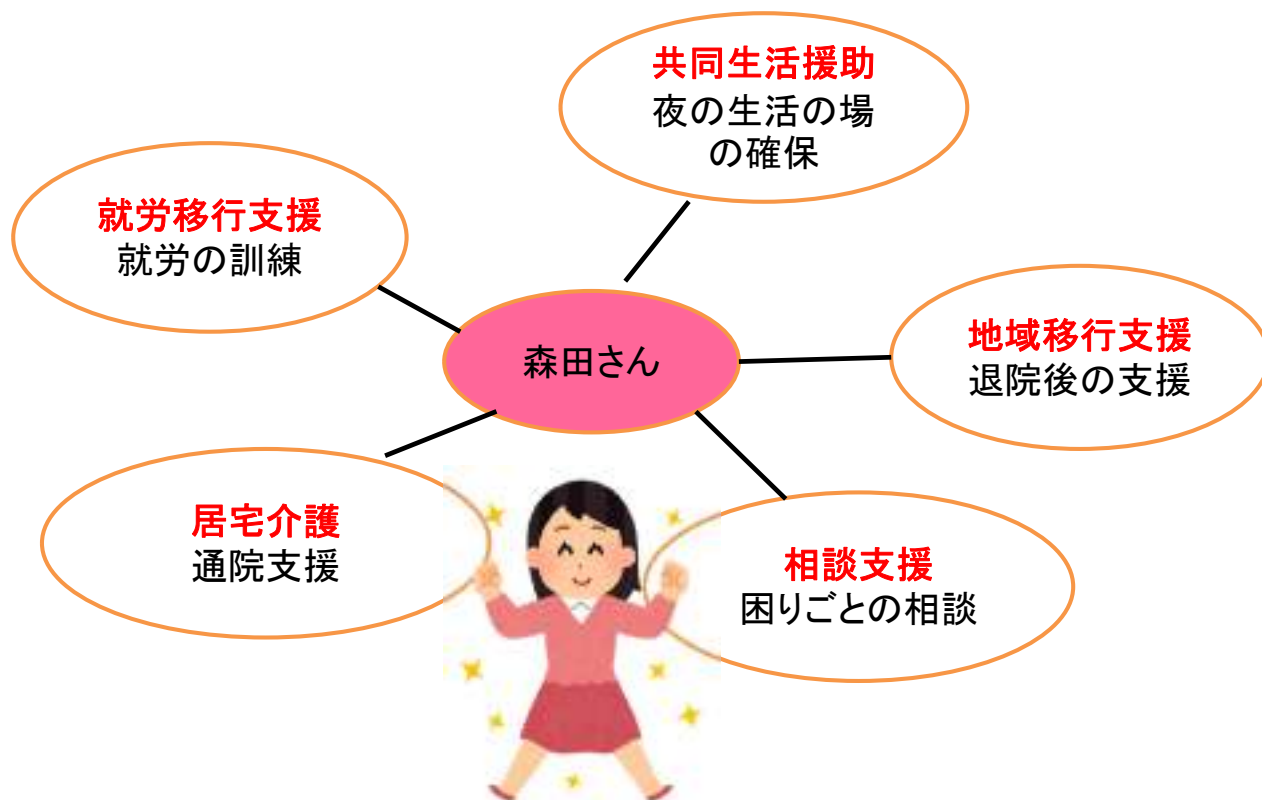 共同生活援助
夜の生活の場
の確保
就労移行支援
就労の訓練
森田さん
地域移行支援
退院後の支援
居宅介護
通院支援
相談支援
困りごとの相談